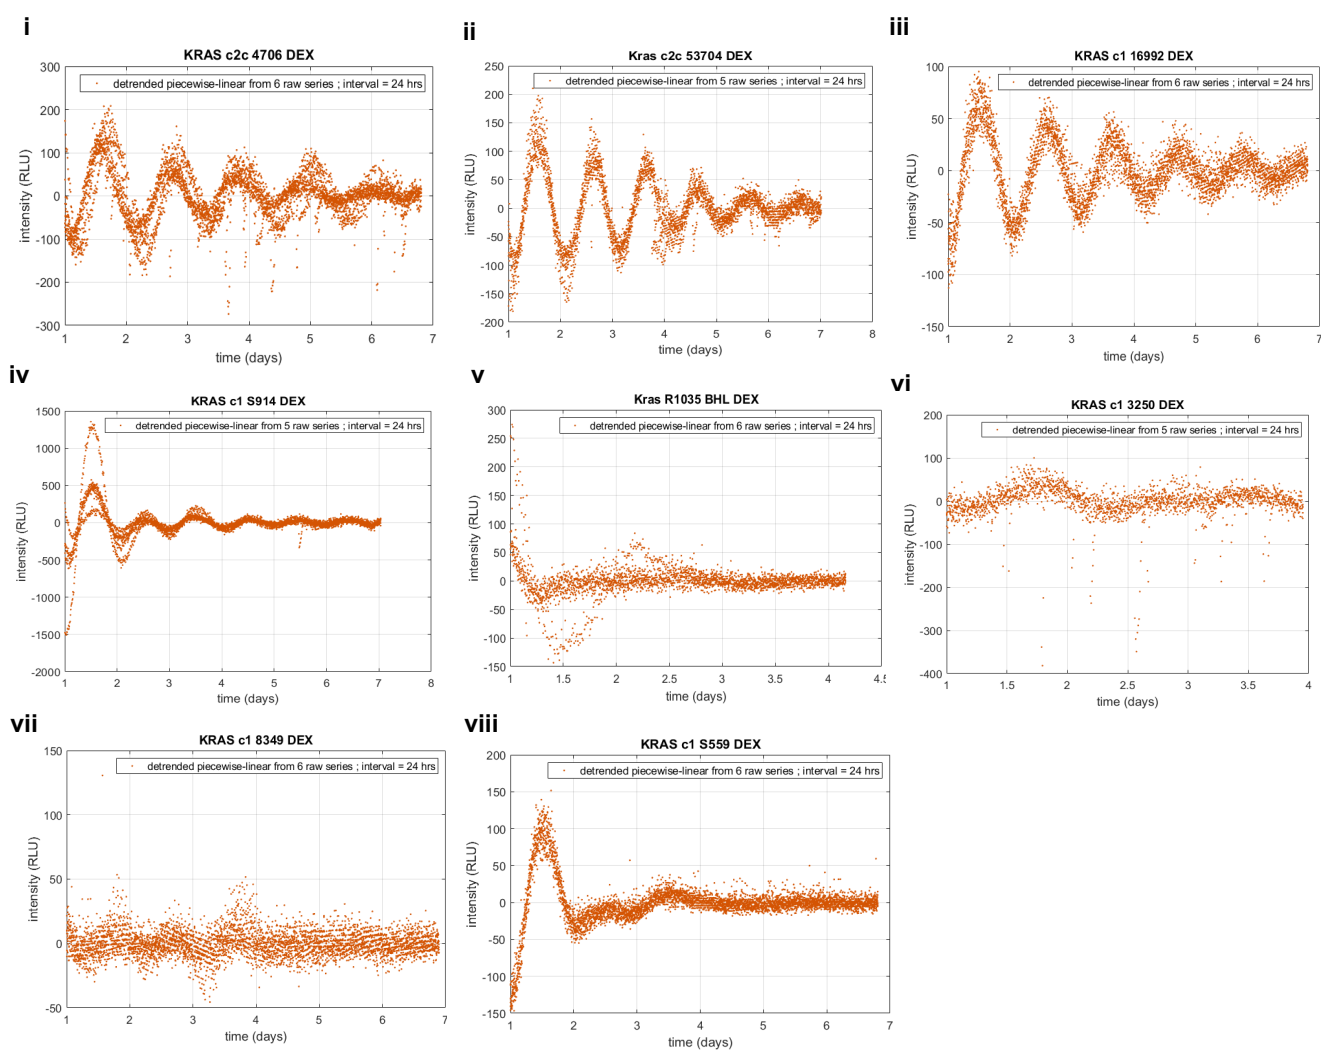 i
KRAS c2c 4706 DEX
detrended piecewise-linear from 6 raw series ; interval = 24 hrs
300
200
100
0
-100
-200
-300
intensity (RLU)
1 2 3 4 5 6 7
time (days)
ii
Kras c2c 53704 DEX
detrended piecewise-linear from 5 raw series ; interval = 24 hrs
250
200
150
100
50
0
-50
-100
-150
-200
intensity (RLU)
1 2 3 4 5 6 7 8
time (days)
iii
KRAS c1 16992 DEX
detrended piecewise-linear from 6 raw series ; interval = 24 hrs
100
50
0
-50
-100
-150
intensity (RLU)
1 2 3 4 5 6 7
time (days)
iv
KRAS c1 S914 DEX
detrended piecewise-linear from 5 raw series ; interval = 24 hrs
1500
1000
500
0
-500
-1000
-1500
-2000
intensity (RLU)
1 2 3 4 5 6 7 8
time (days)
v
Kras R1035 BHL DEX
detrended piecewise-linear from 6 raw series ; interval = 24 hrs
300
250
200
150
100
50
0
-50
-100
-150
intensity (RLU)
1 1.5 2 2.5 3 3.5 4 4.5
time (days)
vi
KRAS c1 3250 DEX
detrended piecewise-linear from 5 raw series ; interval = 24 hrs
200
100
0
-100
-200
-300
-400
intensity (RLU)
1 1.5 2 2.5 3 3.5 4
time (days)
vii
KRAS c1 8349 DEX
detrended piecewise-linear from 6 raw series ; interval = 24 hrs
150
100
50
0
-50
intensity (RLU)
1 2 3 4 5 6 7
time (days)
viii
KRAS c1 S559 DEX
detrended piecewise-linear from 6 raw series ; interval = 24 hrs
200
150
100
50
0
-50
-100
-150
intensity (RLU)
1 2 3 4 5 6 7
time (days)